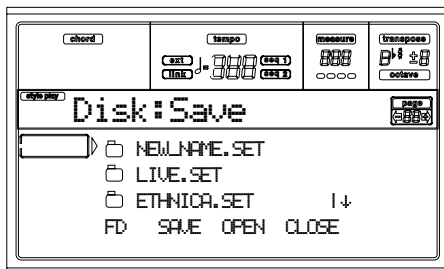 chord tempo measure transpose
ext seq 1
link seq 2
octave
style play Disk:Save page
NEW_NAME.SET
LIVE.SET
ETHNICA.SET
FD SAVE OPEN CLOSE